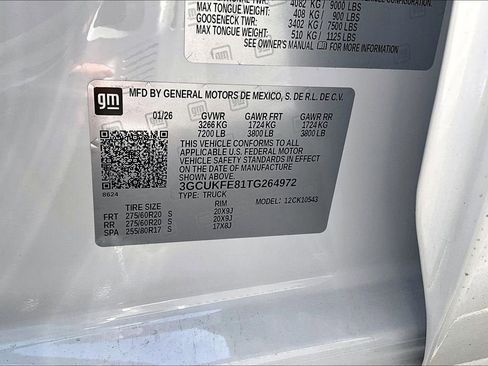 4082 KG / 9000 LBS
MAX TONGUE WEIGHT:
408 KG / 900 LBS
GOOSENECK TWR:
3402 KG / 7500 LBS
MAX TONGUE WEIGHT:
510 KG / 1125 LBS
SEE OWNER'S MANUAL FOR MORE INFORMATION
gm
MFD BY GENERAL MOTORS DE MEXICO, S. DE R.L. DE C.V.
01/26 GVWR GAWR FRT GAWR RR
3266 KG 1724 KG 1724 KG
7200 LB 3800 LB 3800 LB
THIS VEHICLE CONFORMS TO ALL
APPLICABLE U.S. FEDERAL MOTOR
VEHICLE SAFETY AND THEFT PREVENTION
STANDARDS IN EFFECT ON THE DATE
OF MANUFACTURE SHOWN ABOVE.
3GCUKFE81TG264972
8624
TYPE: TRUCK
MODEL: 12CK10543
TIRE SIZE RIM
FRT 275/60R20 S 20X9J
RR 275/60R20 S 20X9J
SPA 255/80R17 S 17X8J